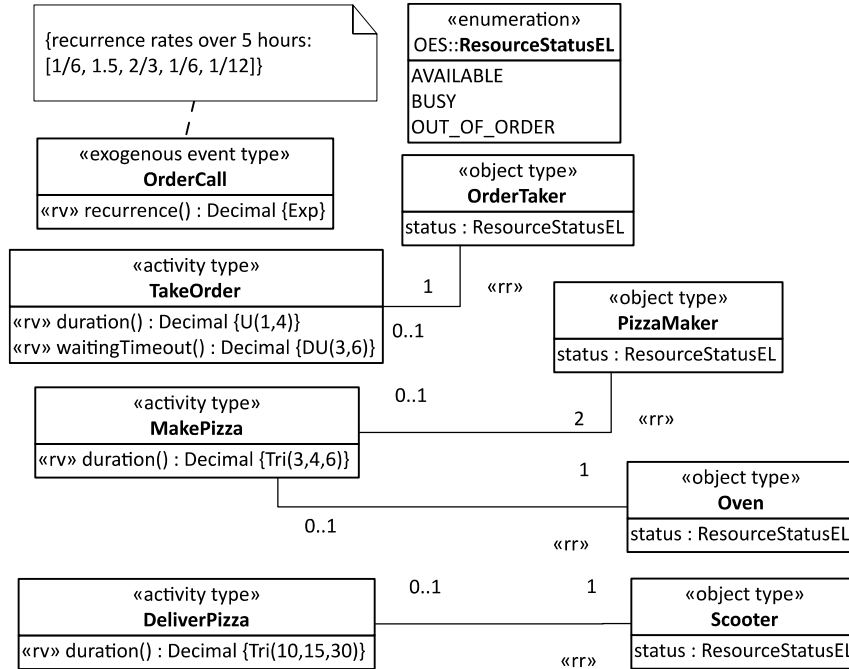 {recurrence rates over 5 hours:
[1/6, 1.5, 2/3, 1/6, 1/12]}
«enumeration»
OES::ResourceStatusEL
AVAILABLE
BUSY
OUT_OF_ORDER
«exogenous event type»
OrderCall
«rv» recurrence() : Decimal {Exp}
«object type»
OrderTaker
status : ResourceStatusEL
«activity type»
TakeOrder
«rv» duration() : Decimal {U(1,4)}
«rv» waitingTimeout() : Decimal {DU(3,6)}
1
«rr»
0..1
«object type»
PizzaMaker
status : ResourceStatusEL
«activity type»
MakePizza
«rv» duration() : Decimal {Tri(3,4,6)}
0..1
2
«rr»
1
0..1
«rr»
«object type»
Oven
status : ResourceStatusEL
«activity type»
DeliverPizza
«rv» duration() : Decimal {Tri(10,15,30)}
0..1
1
«rr»
«object type»
Scooter
status : ResourceStatusEL